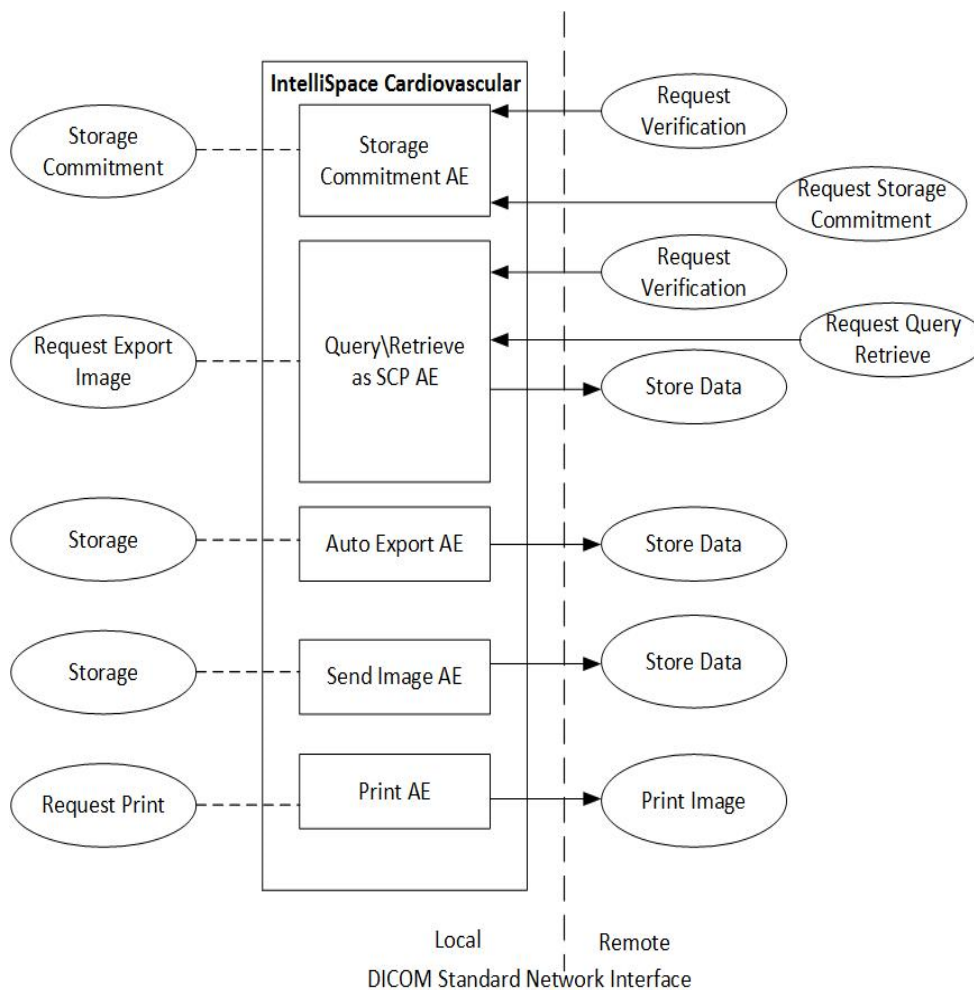 IntelliSpace Cardiovascular
Storage
Commitment
Storage
Commitment AE
Request
Verification
Request Storage
Commitment
Request
Verification
Request Export
Image
Query\Retrieve
as SCP AE
Request Query
Retrieve
Store Data
Storage
Auto Export AE
Store Data
Storage
Send Image AE
Store Data
Request Print
Print AE
Print Image
Local
Remote
DICOM Standard Network Interface